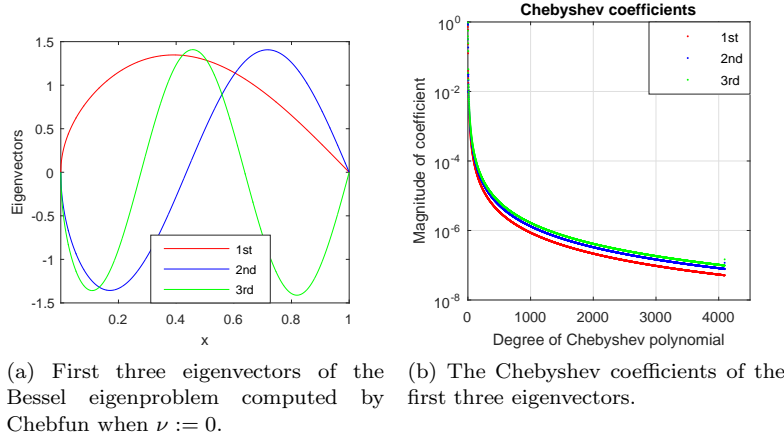 1.5
1
0.5
0
-0.5
-1
-1.5
Eigenvectors
1st
2nd
3rd
0.2
0.4
0.6
0.8
1
x
(a) First three eigenvectors of the
Bessel eigenproblem computed by
Chebfun when ν := 0.
Chebyshev coefficients
10^0
10^-2
10^-4
10^-6
10^-8
Magnitude of coefficient
1st
2nd
3rd
0
1000
2000
3000
4000
Degree of Chebyshev polynomial
(b) The Chebyshev coefficients of the
first three eigenvectors.